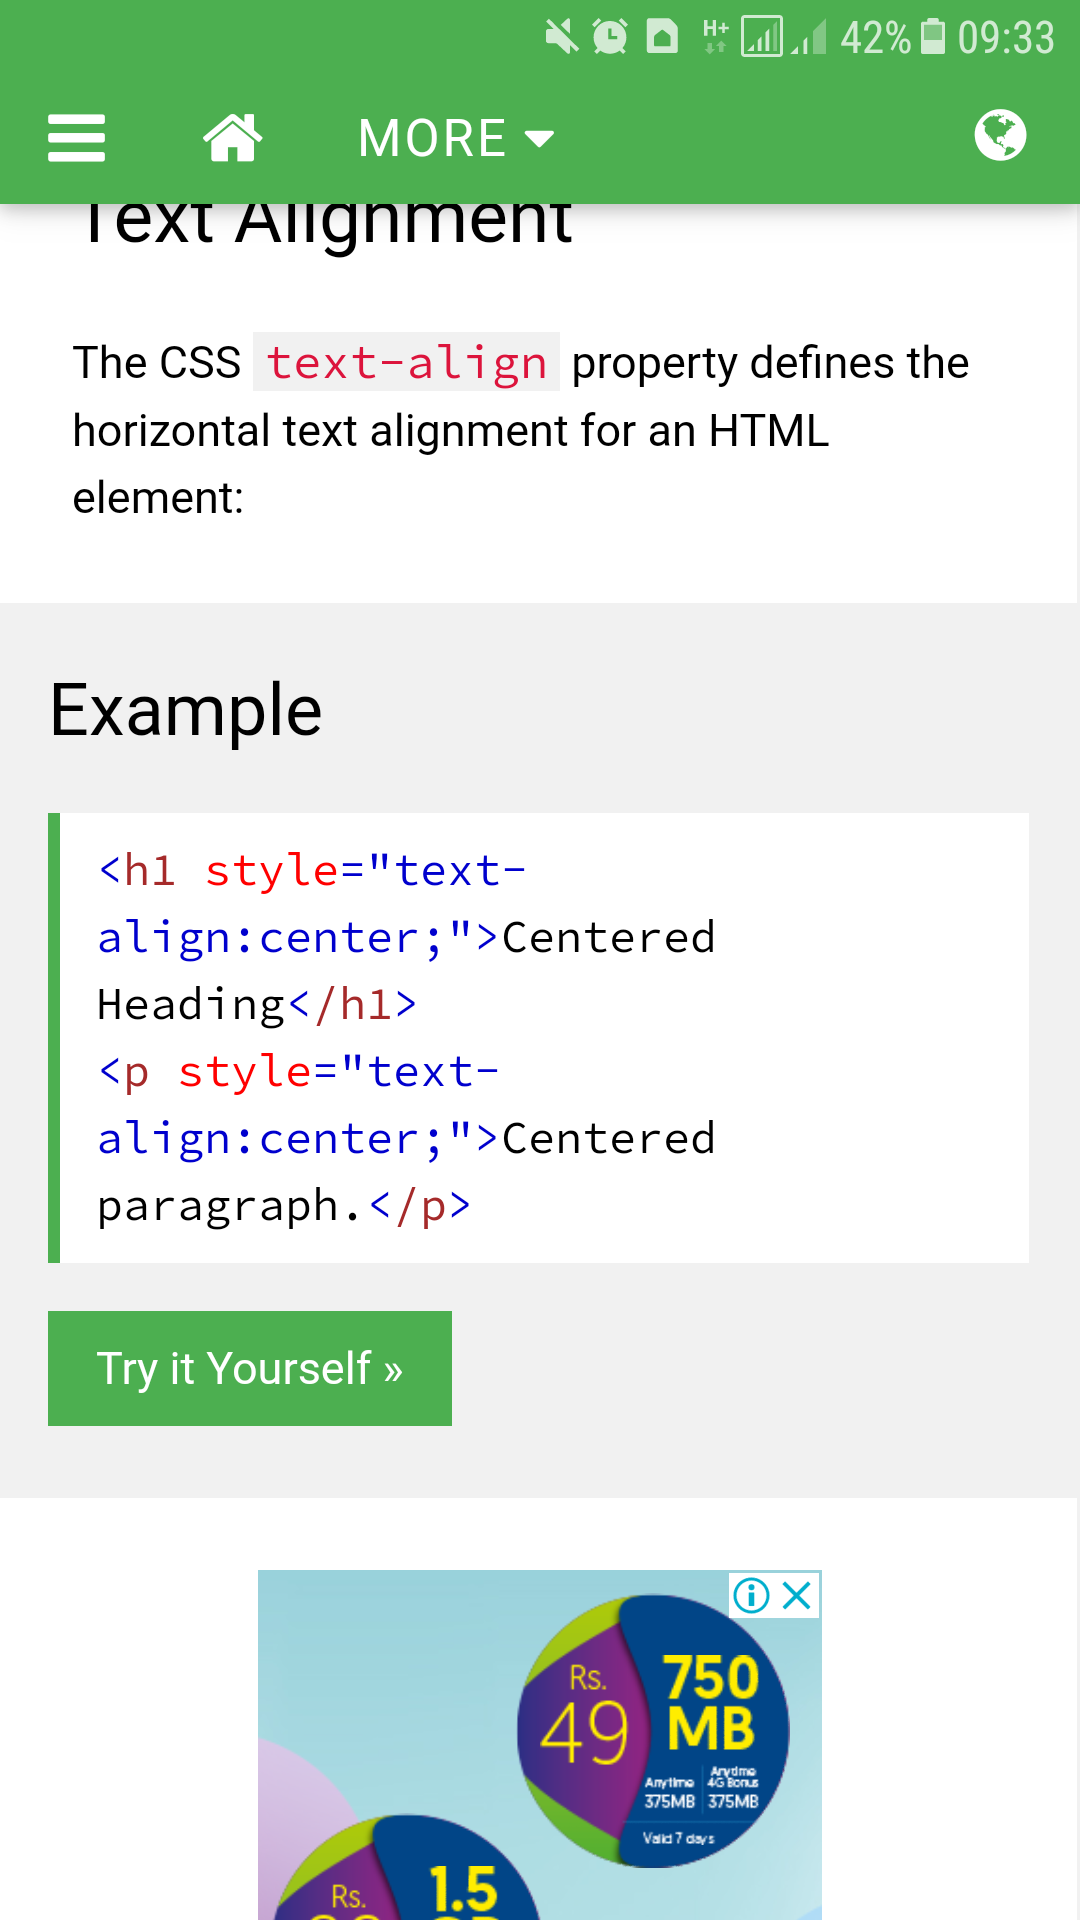 H+ 42% 09:33
MORE
Text Alignment
The CSS text-align property defines the
horizontal text alignment for an HTML
element:
Example
<h1 style="text-
align:center;">Centered
Heading</h1>
<p style="text-
align:center;">Centered
paragraph.</p>
Try it Yourself »
Rs.
49
750
MB
Anytime
375MB
Anytime
4G Bonus
375MB
Valid 7 days
Rs.
1.5